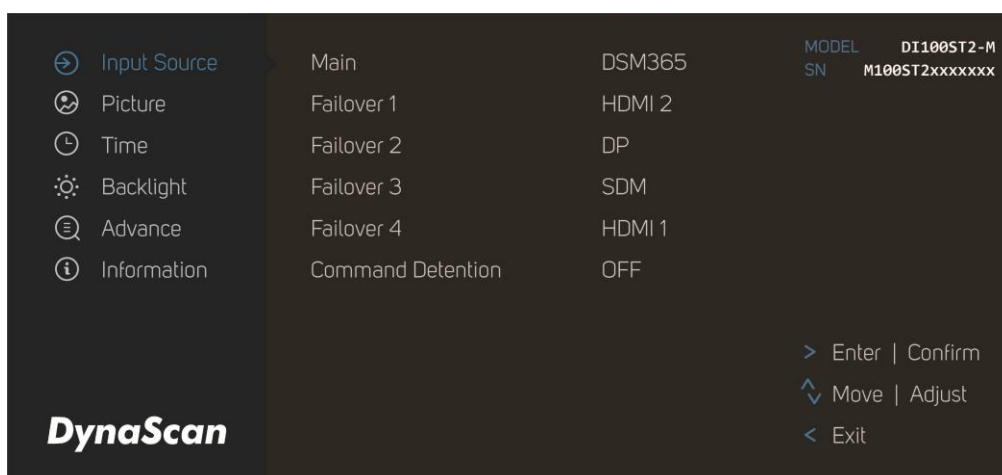 Input Source
Picture
Time
Backlight
Advance
Information
DynaScan
Main DSM365
Failover 1 HDMI 2
Failover 2 DP
Failover 3 SDM
Failover 4 HDMI 1
Command Detention OFF
MODEL DI100ST2-M
SN M100ST2xxxxxxx
> Enter | Confirm
Move | Adjust
< Exit